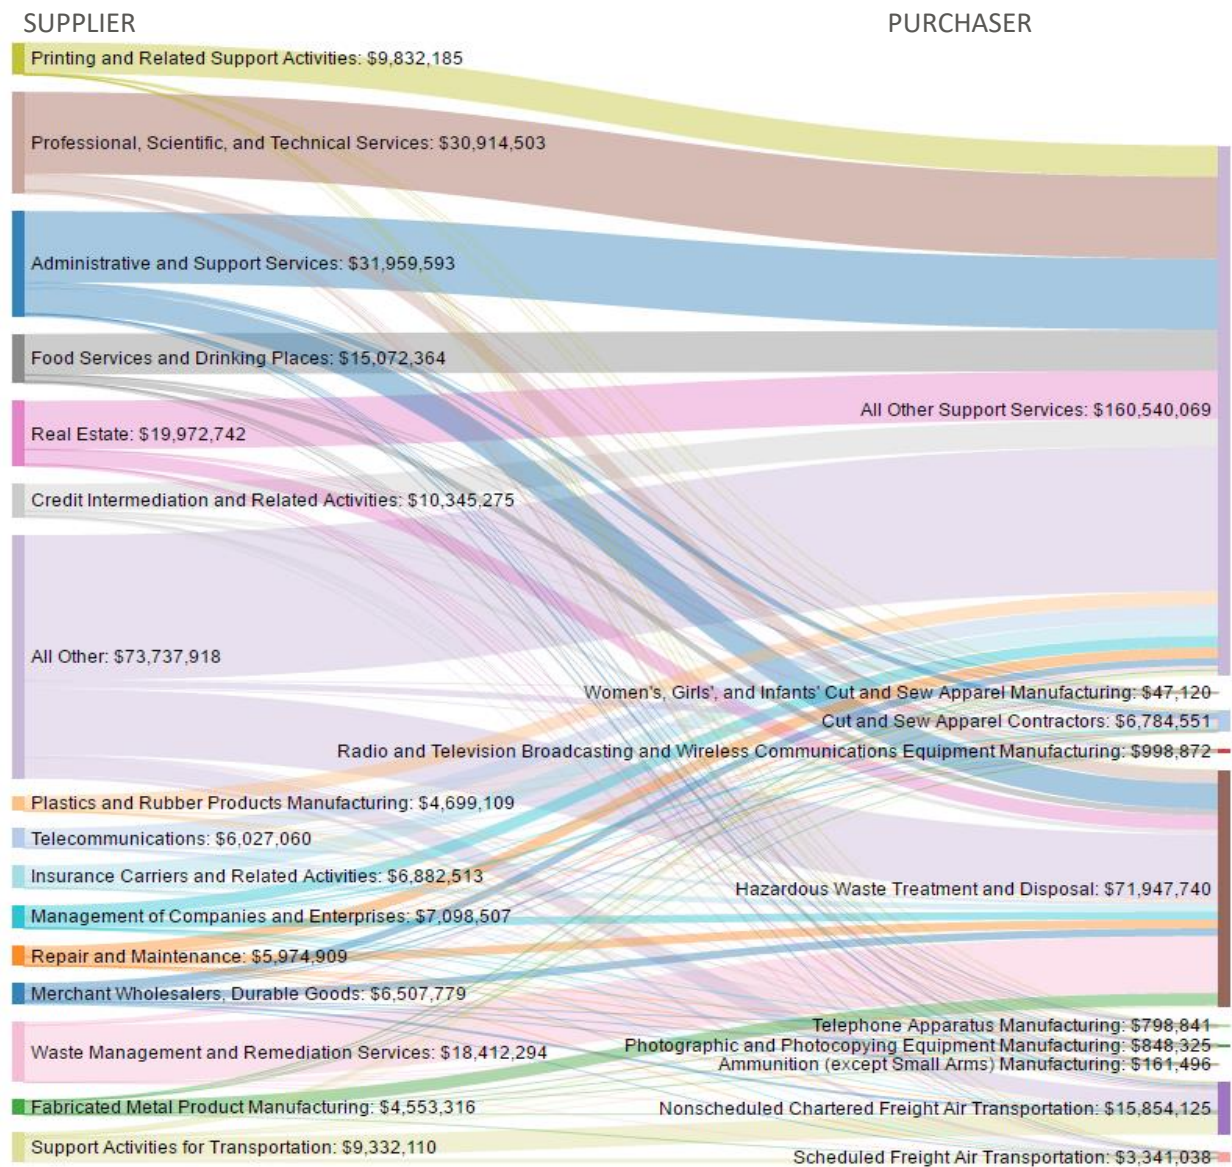 SUPPLIER
PURCHASER
Printing and Related Support Activities: $9,832,185
Professional, Scientific, and Technical Services: $30,914,503
Administrative and Support Services: $31,959,593
Food Services and Drinking Places: $15,072,364
Real Estate: $19,972,742
Credit Intermediation and Related Activities: $10,345,275
All Other: $73,737,918
Plastics and Rubber Products Manufacturing: $4,699,109
Telecommunications: $6,027,060
Insurance Carriers and Related Activities: $6,882,513
Management of Companies and Enterprises: $7,098,507
Repair and Maintenance: $5,974,909
Merchant Wholesalers, Durable Goods: $6,507,779
Waste Management and Remediation Services: $18,412,294
Fabricated Metal Product Manufacturing: $4,553,316
Support Activities for Transportation: $9,332,110
All Other Support Services: $160,540,069
Women's, Girls', and Infants' Cut and Sew Apparel Manufacturing: $47,120
Cut and Sew Apparel Contractors: $6,784,551
Radio and Television Broadcasting and Wireless Communications Equipment Manufacturing: $998,872
Hazardous Waste Treatment and Disposal: $71,947,740
Telephone Apparatus Manufacturing: $798,841
Photographic and Photocopying Equipment Manufacturing: $848,325
Ammunition (except Small Arms) Manufacturing: $161,496
Nonscheduled Chartered Freight Air Transportation: $15,854,125
Scheduled Freight Air Transportation: $3,341,038